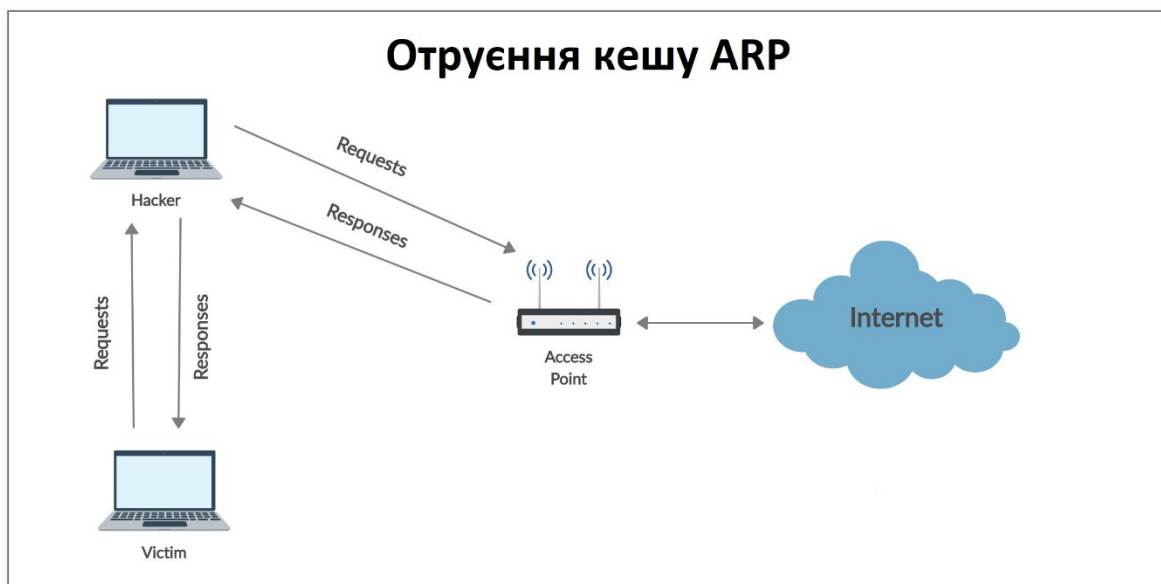 Отруєння кешу ARP
Requests
Hacker
Responses
Requests
Responses
Internet
Access
Point
Victim